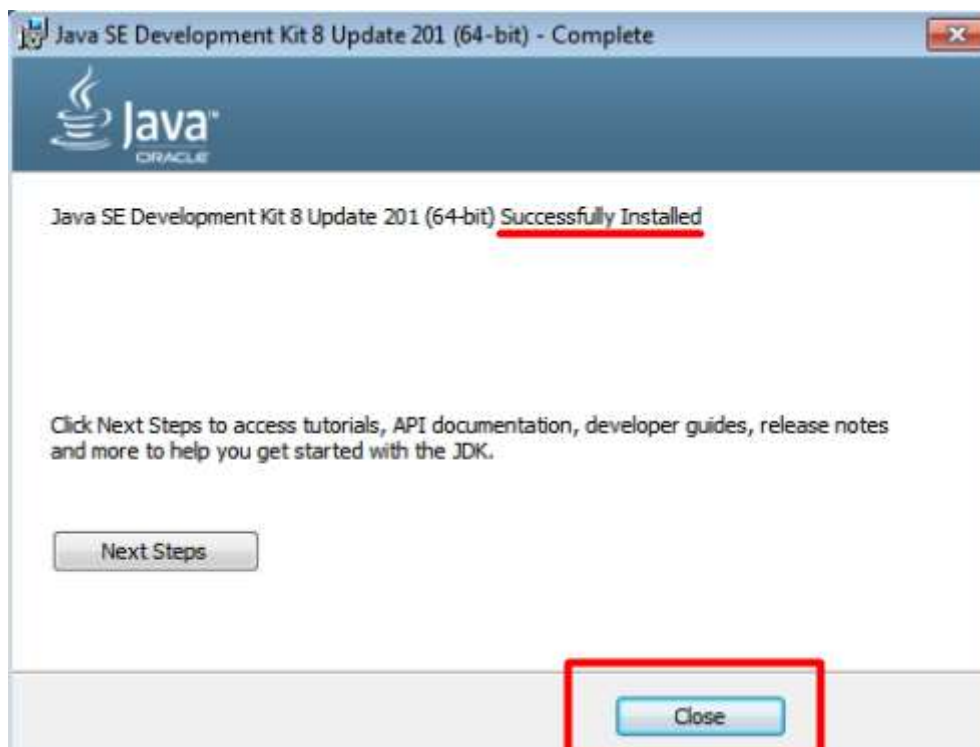 Java SE Development Kit 8 Update 201 (64-bit) - Complete
Java™
ORACLE
Java SE Development Kit 8 Update 201 (64-bit) Successfully Installed
Click Next Steps to access tutorials, API documentation, developer guides, release notes
and more to help you get started with the JDK.
Next Steps
Close